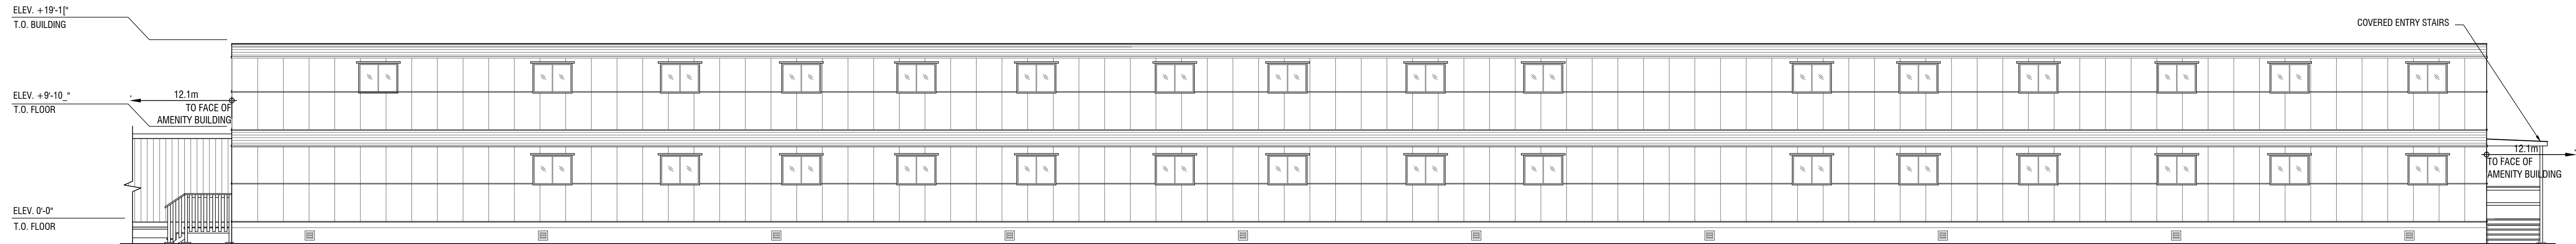 ELEV. +19'-1["
T.O. BUILDING
COVERED ENTRY STAIRS
ELEV. +9'-10_"
T.O. FLOOR
12.1m
TO FACE OF
AMENITY BUILDING
12.1m
TO FACE OF
AMENITY BUILDING
ELEV. 0'-0"
T.O. FLOOR